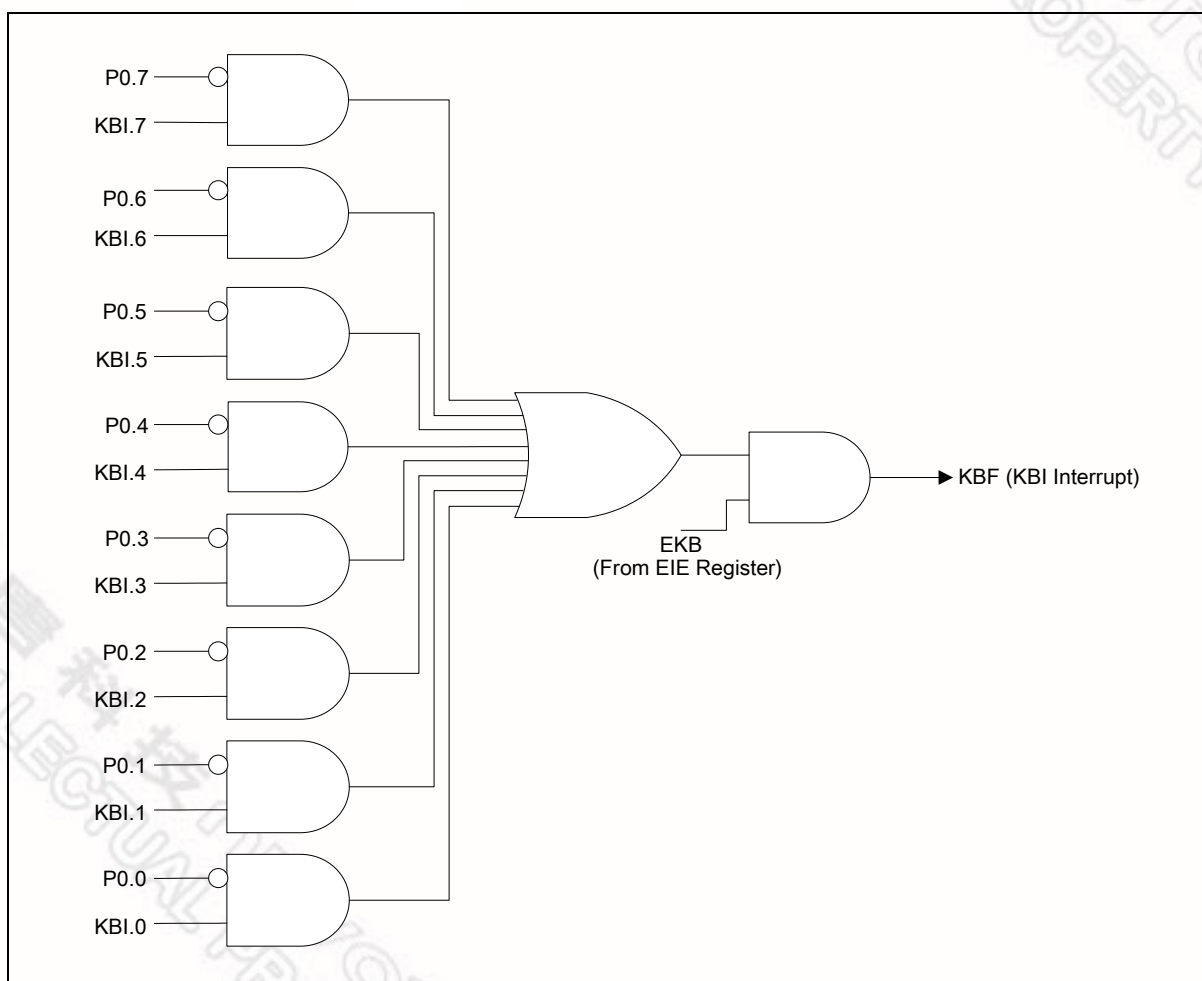 P0.7
KBI.7
P0.6
KBI.6
P0.5
KBI.5
P0.4
KBI.4
P0.3
KBI.3
P0.2
KBI.2
P0.1
KBI.1
P0.0
KBI.0
EKB
(From EIE Register)
KBF (KBI Interrupt)